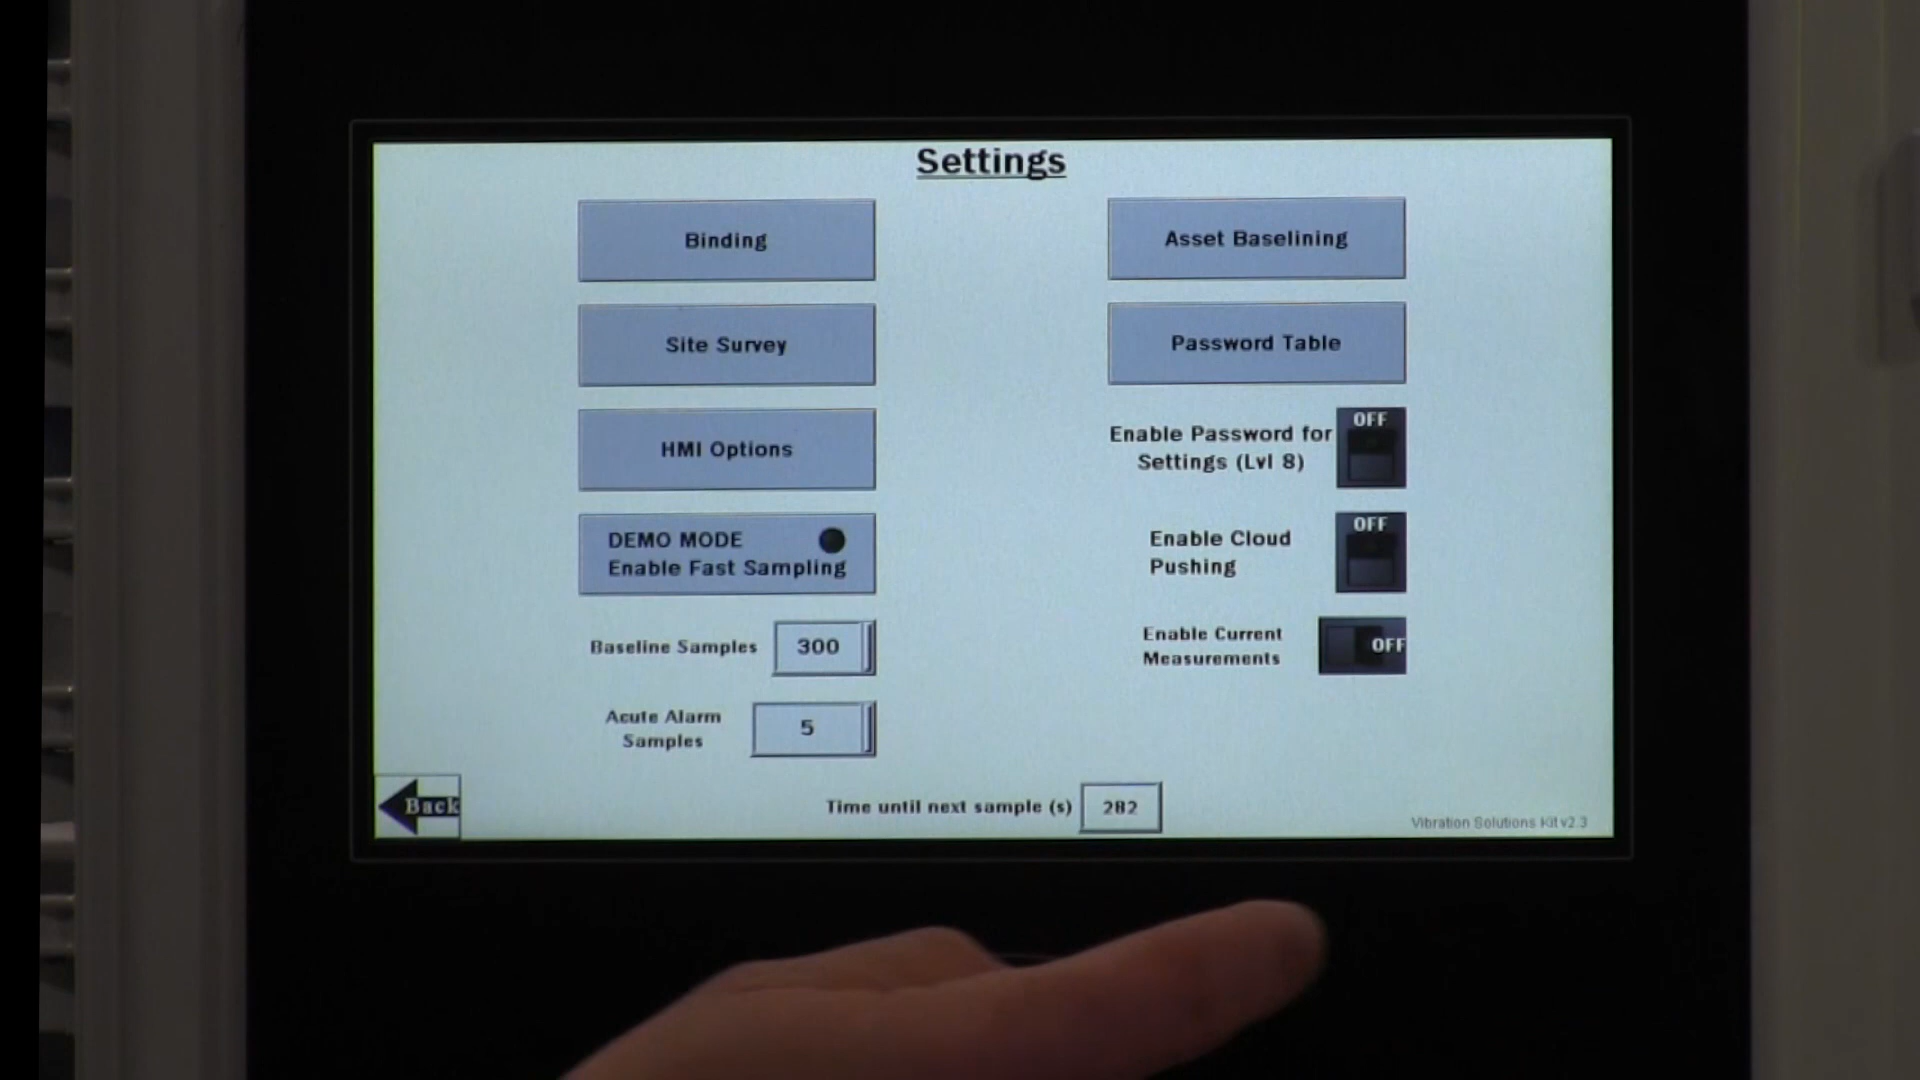 Settings
Binding
Asset Baselining
Site Survey
Password Table
HMI Options
Enable Password for
Settings (Lvl 8)
OFF
DEMO MODE
Enable Fast Sampling
Enable Cloud
Pushing
OFF
Baseline Samples
300
Enable Current
Measurements
OFF
Acute Alarm
Samples
5
Back
Time until next sample (s)
282
Vibration Solutions Kit v2.3